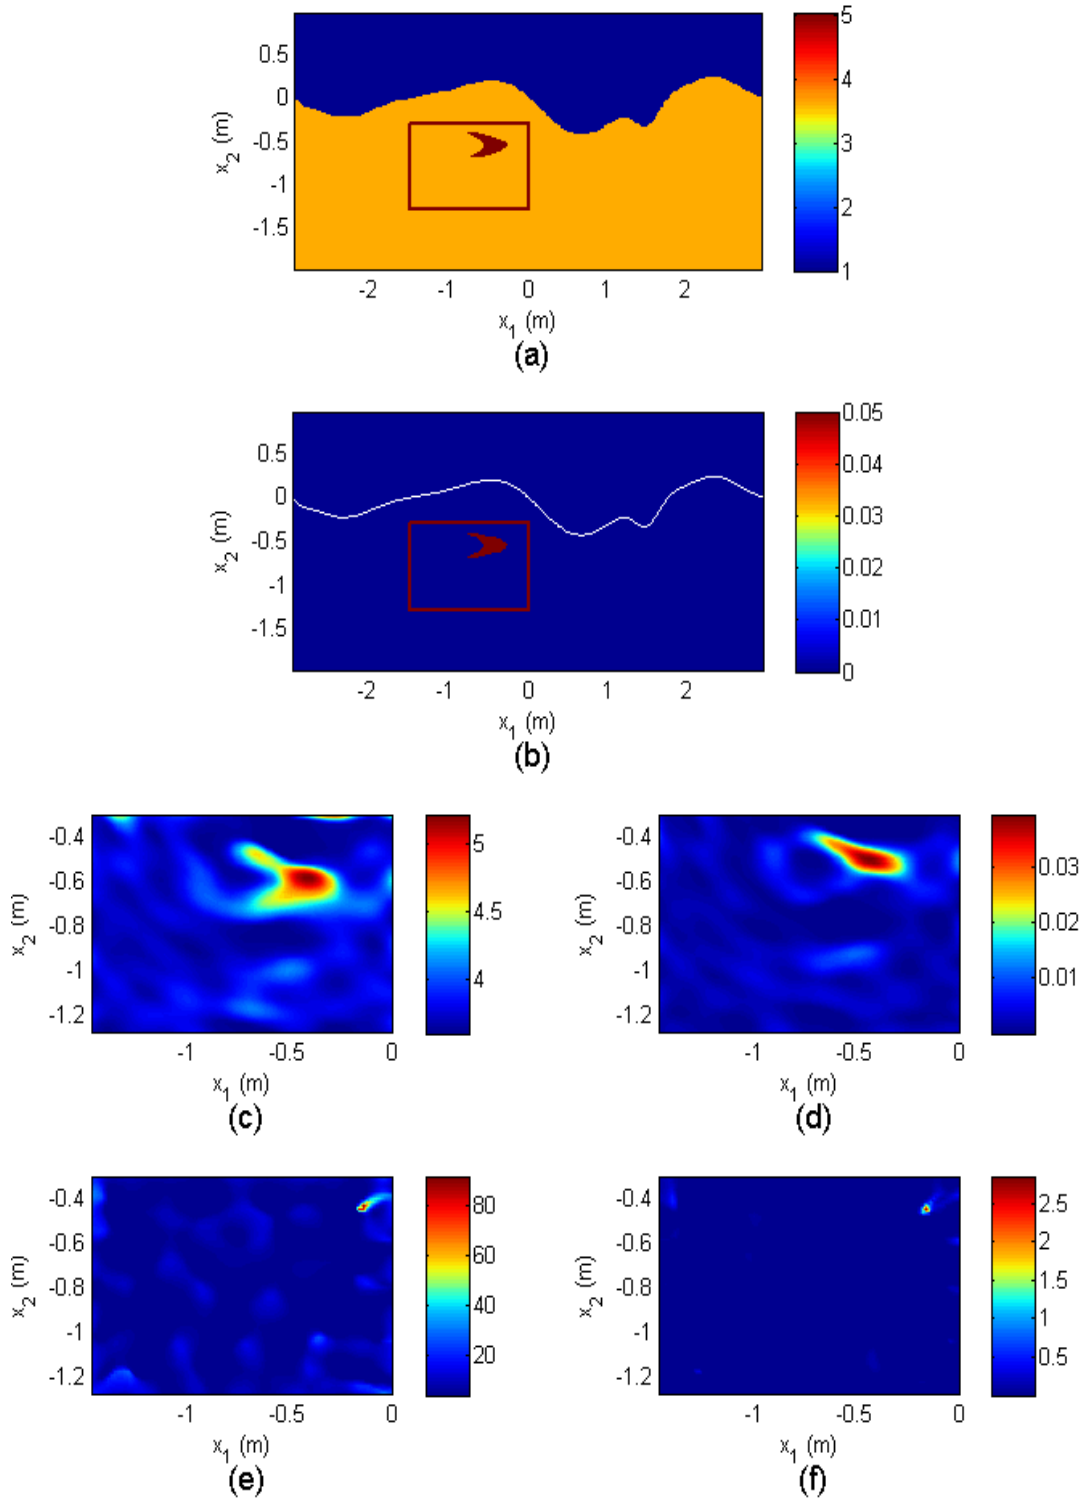 5
0.5
4
0
x2 (m)
-0.5
3
-1
2
-1.5
1
-2 -1 0 1 2
x1 (m)
(a)
0.05
0.5
0.04
0
x2 (m)
0.03
-0.5
0.02
-1
0.01
-1.5
0
-2 -1 0 1 2
x1 (m)
(b)
-0.4
5
-0.6
x2 (m)
4.5
-0.8
-1
4
-1.2
-1 -0.5 0
x1 (m)
(c)
-0.4
0.03
-0.6
x2 (m)
0.02
-0.8
-1
0.01
-1.2
-1 -0.5 0
x1 (m)
(d)
-0.4
80
-0.6
60
x2 (m)
-0.8
40
-1
20
-1.2
-1 -0.5 0
x1 (m)
(e)
-0.4
2.5
-0.6
2
x2 (m)
-0.8
1.5
1
-1
0.5
-1.2
-1 -0.5 0
x1 (m)
(f)